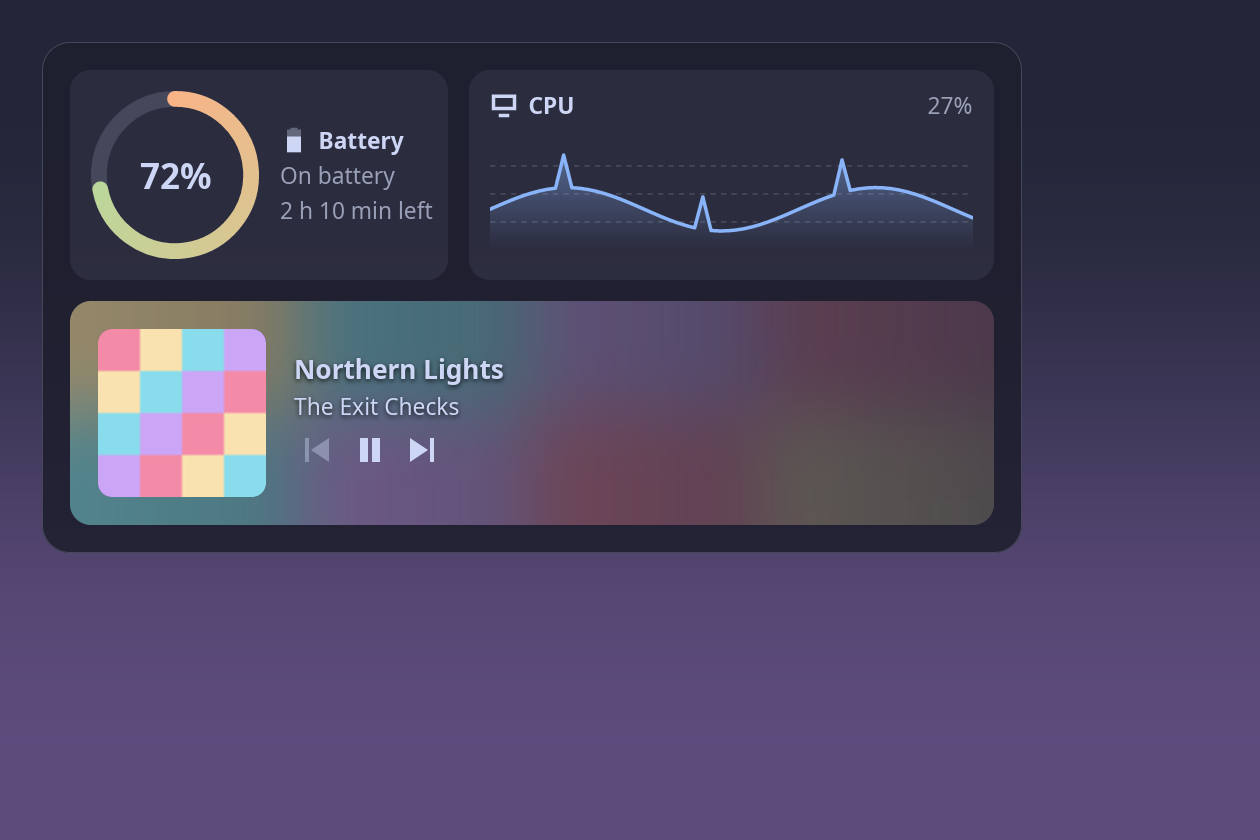 72%
Battery
On battery
2 h 10 min left
CPU
27%
Northern Lights
The Exit Checks